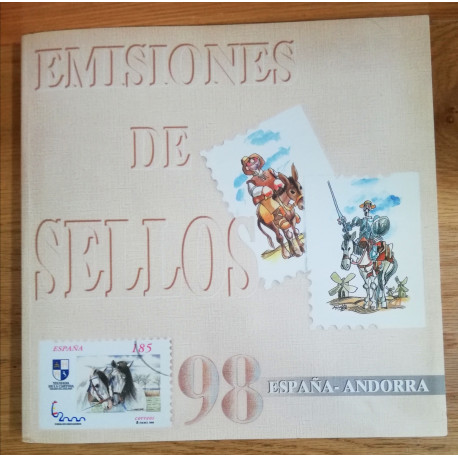 EMISIONES
DE
SELLOS
ESPAÑA
185
98
ESPAÑA-ANDORRA